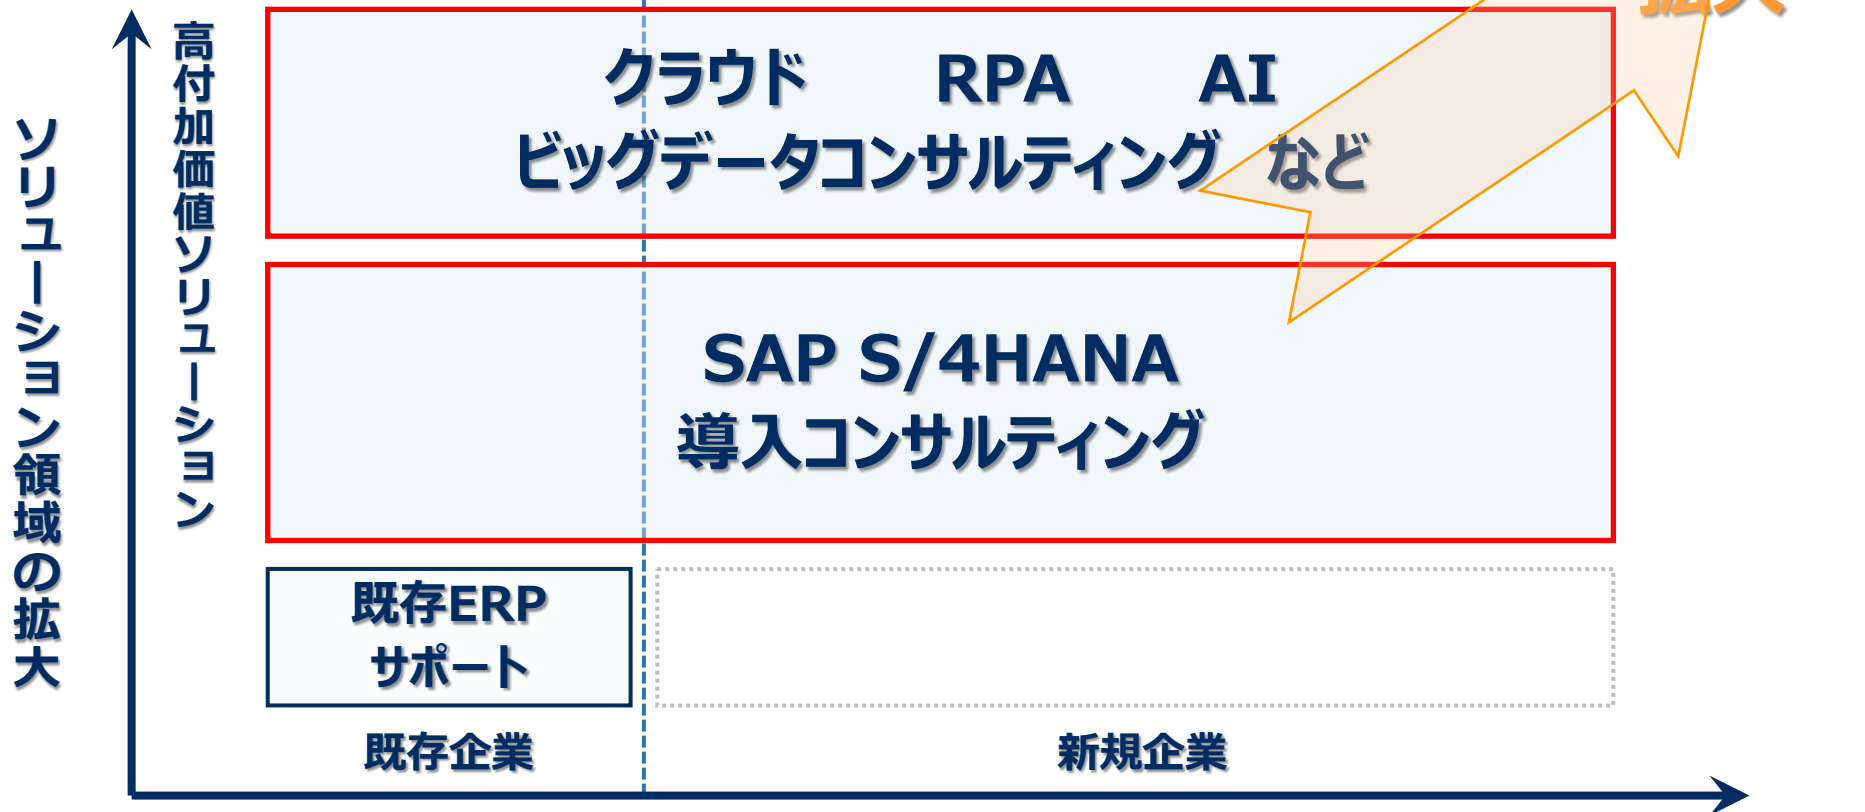 拡大
ソリューション領域の拡大
高付加価値ソリューション
クラウド RPA AI
ビッグデータコンサルティング など
SAP S/4HANA
導入コンサルティング
既存ERP
サポート
既存企業
新規企業